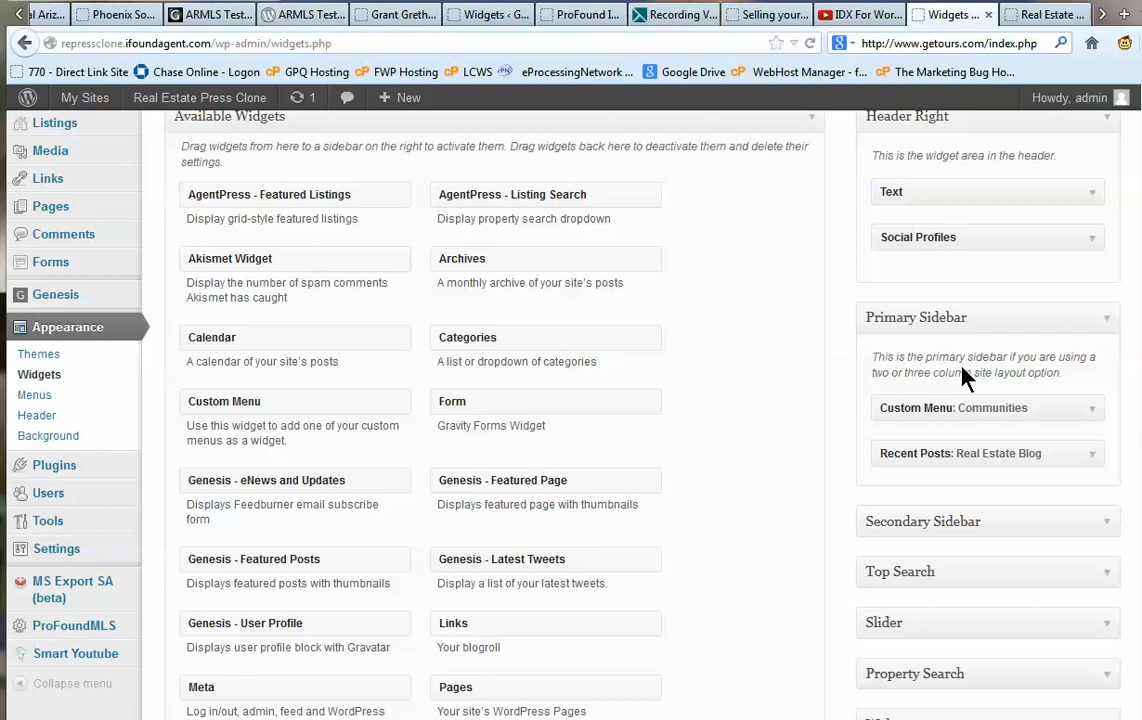 al Ariz... Phoenix So... ARMLS Test... ARMLS Test... Grant Greth... Widgets ‹ G... ProFound I... Recording V... Selling your... IDX For Wor... Widgets ... × Real Estate ...
repressclone.ifoundagent.com/wp-admin/widgets.php
http://www.getours.com/index.php
770 - Direct Link Site Chase Online - Logon GPQ Hosting FWP Hosting LCWS eProcessingNetwork ... Google Drive WebHost Manager - f... The Marketing Bug Ho...
My Sites Real Estate Press Clone 1 + New Howdy, admin
Listings
Media
Links
Pages
Comments
Forms
Genesis
Appearance
Themes
Widgets
Menus
Header
Background
Plugins
Users
Tools
Settings
MS Export SA
(beta)
ProFoundMLS
Smart Youtube
Collapse menu
Available Widgets
Drag widgets from here to a sidebar on the right to activate them. Drag widgets back here to deactivate them and delete their
settings.
AgentPress - Featured Listings
Display grid-style featured listings
AgentPress - Listing Search
Display property search dropdown
Akismet Widget
Display the number of spam comments
Akismet has caught
Archives
A monthly archive of your site's posts
Calendar
A calendar of your site's posts
Categories
A list or dropdown of categories
Custom Menu
Use this widget to add one of your custom
menus as a widget.
Form
Gravity Forms Widget
Genesis - eNews and Updates
Displays Feedburner email subscribe
form
Genesis - Featured Page
Displays featured page with thumbnails
Genesis - Featured Posts
Displays featured posts with thumbnails
Genesis - Latest Tweets
Display a list of your latest tweets.
Genesis - User Profile
Displays user profile block with Gravatar
Links
Your blogroll
Meta
Log in/out, admin, feed and WordPress
Pages
Your site's WordPress Pages
Header Right
This is the widget area in the header.
Text
Social Profiles
Primary Sidebar
This is the primary sidebar if you are using a
two or three column site layout option.
Custom Menu: Communities
Recent Posts: Real Estate Blog
Secondary Sidebar
Top Search
Slider
Property Search